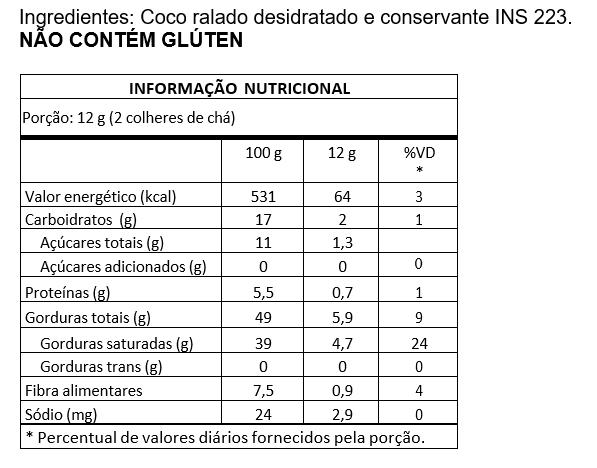 Ingredientes: Coco ralado desidratado e conservante INS 223.
NÃO CONTÉM GLÚTEN
INFORMAÇÃO NUTRICIONAL
Porção: 12 g (2 colheres de chá)
100 g 12 g %VD
*
Valor energético (kcal) 531 64 3
Carboidratos (g) 17 2 1
Açúcares totais (g) 11 1,3
Açúcares adicionados (g) 0 0 0
Proteínas (g) 5,5 0,7 1
Gorduras totais (g) 49 5,9 9
Gorduras saturadas (g) 39 4,7 24
Gorduras trans (g) 0 0 0
Fibra alimentares 7,5 0,9 4
Sódio (mg) 24 2,9 0
* Percentual de valores diários fornecidos pela porção.